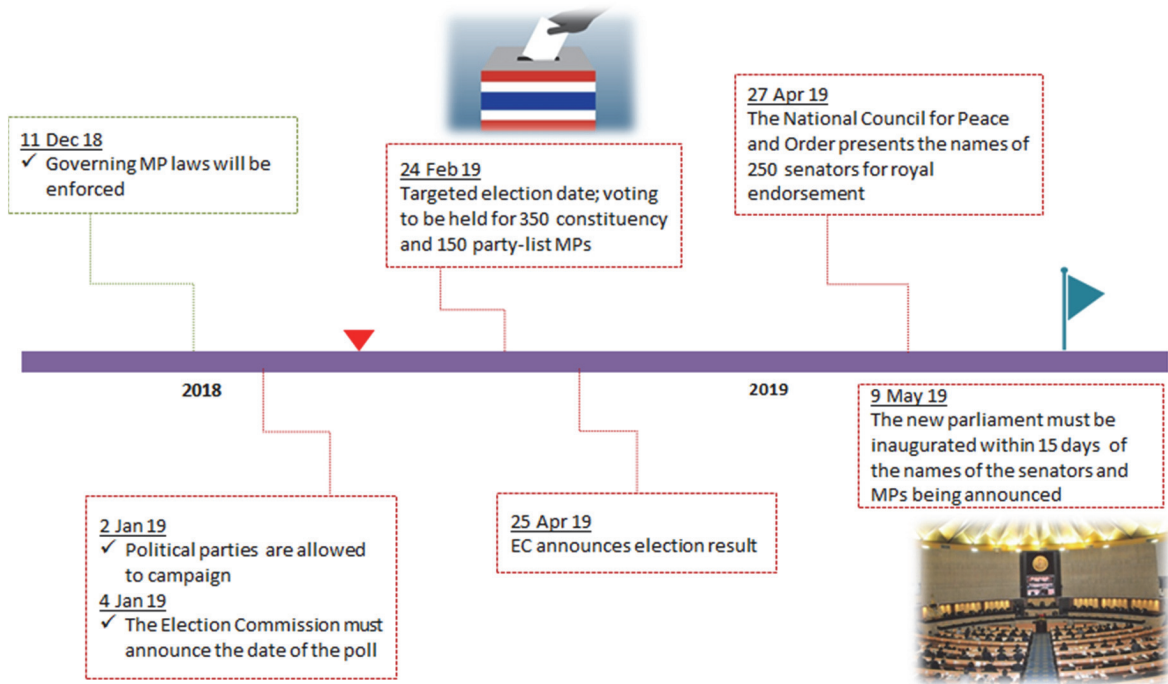 11 Dec 18
✓ Governing MP laws will be
enforced
24 Feb 19
Targeted election date; voting
to be held for 350 constituency
and 150 party-list MPs
27 Apr 19
The National Council for Peace
and Order presents the names of
250 senators for royal
endorsement
2018
2019
2 Jan 19
✓ Political parties are allowed
to campaign
4 Jan 19
✓ The Election Commission must
announce the date of the poll
25 Apr 19
EC announces election result
9 May 19
The new parliament must be
inaugurated within 15 days of
the names of the senators and
MPs being announced